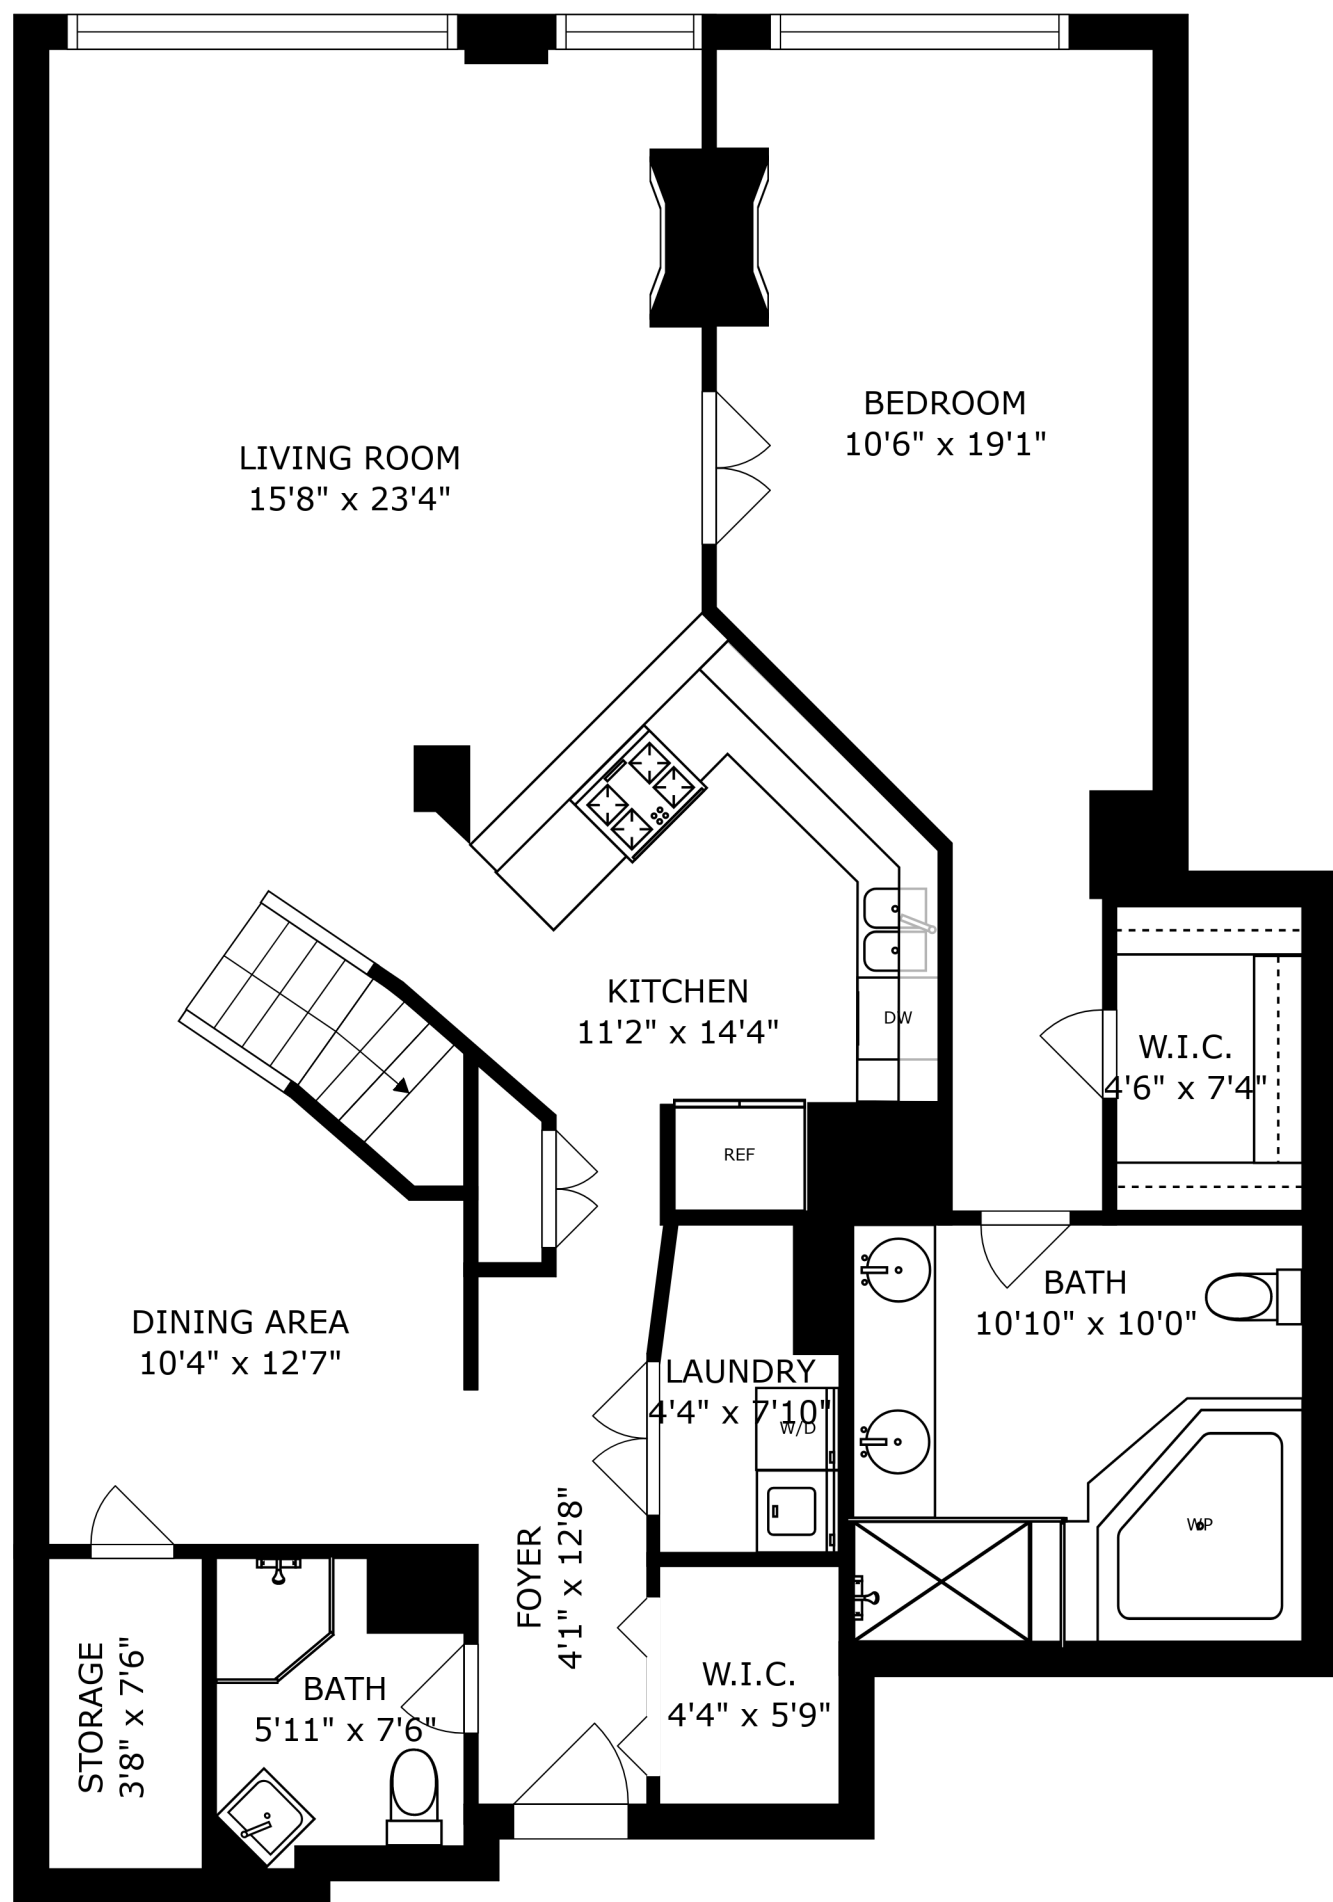 BEDROOM
10'6" x 19'1"
LIVING ROOM
15'8" x 23'4"
KITCHEN
11'2" x 14'4"
DW
W.I.C.
4'6" x 7'4"
REF
BATH
10'10" x 10'0"
DINING AREA
10'4" x 12'7"
LAUNDRY
4'4" x 7'10"
W/D
WP
FOYER
4'1" x 12'8"
STORAGE
3'8" x 7'6"
BATH
5'11" x 7'6"
W.I.C.
4'4" x 5'9"